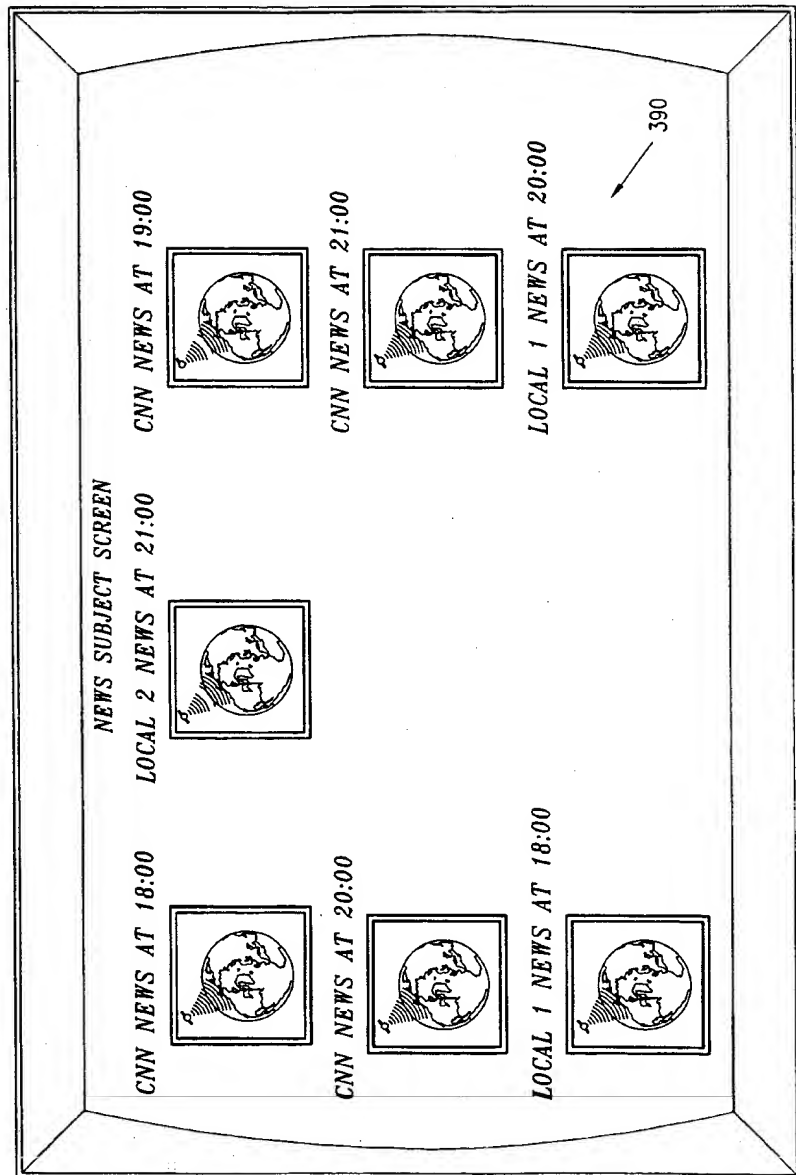 NEWS SUBJECT SCREEN
CNN NEWS AT 18:00
LOCAL 2 NEWS AT 21:00
CNN NEWS AT 19:00
CNN NEWS AT 20:00
CNN NEWS AT 21:00
LOCAL 1 NEWS AT 18:00
LOCAL 1 NEWS AT 20:00
390